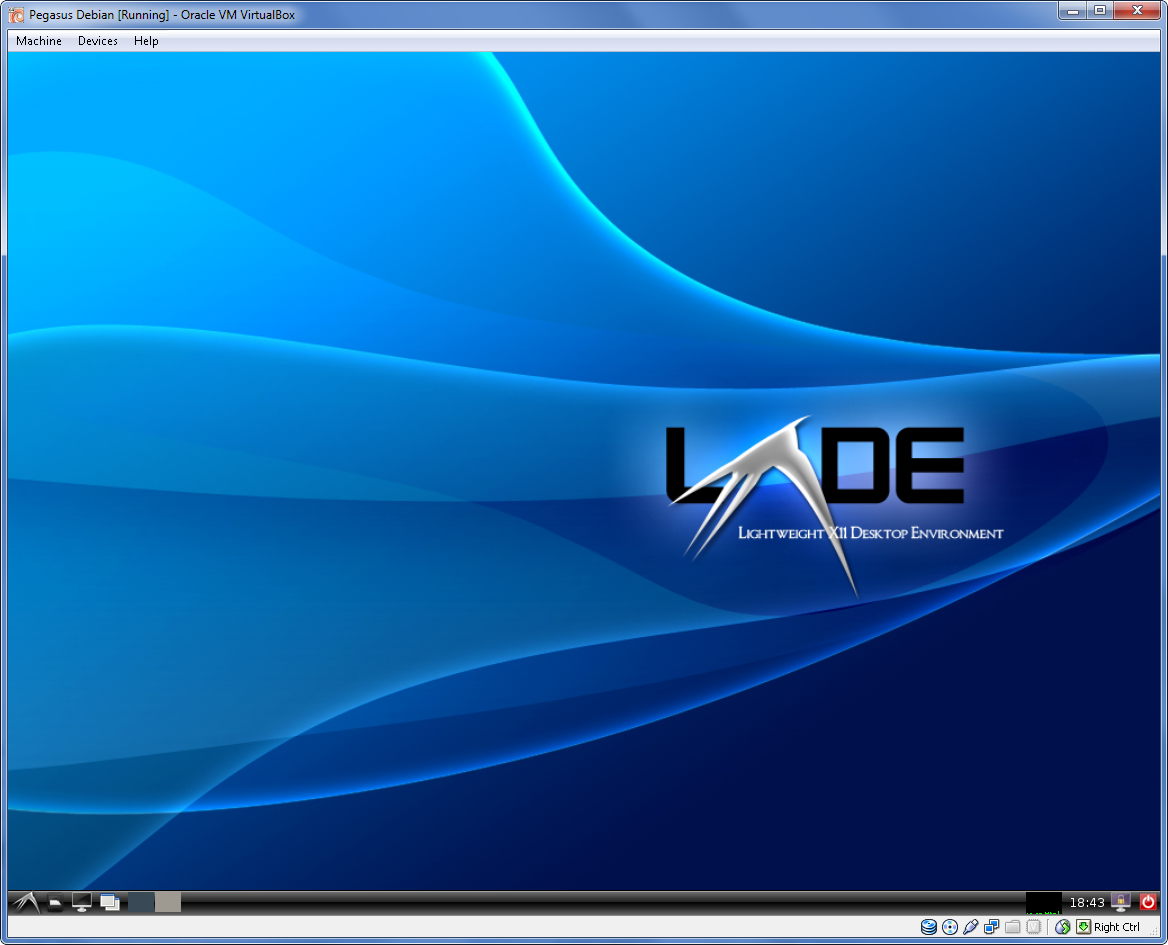 Pegasus Debian [Running] - Oracle VM VirtualBox
Machine Devices Help
LXDE
Lightweight X11 Desktop Environment
18:43
Right Ctrl